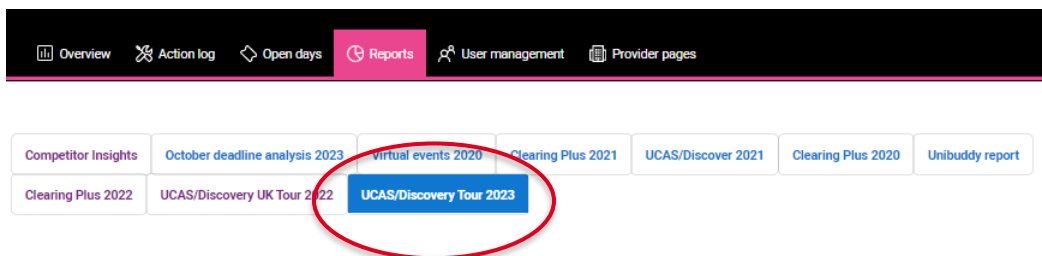 Overview Action log Open days Reports User management Provider pages
Competitor Insights October deadline analysis 2023 Virtual events 2020 Clearing Plus 2021 UCAS/Discover 2021 Clearing Plus 2020 Unibuddy report
Clearing Plus 2022 UCAS/Discovery UK Tour 2022 UCAS/Discovery Tour 2023